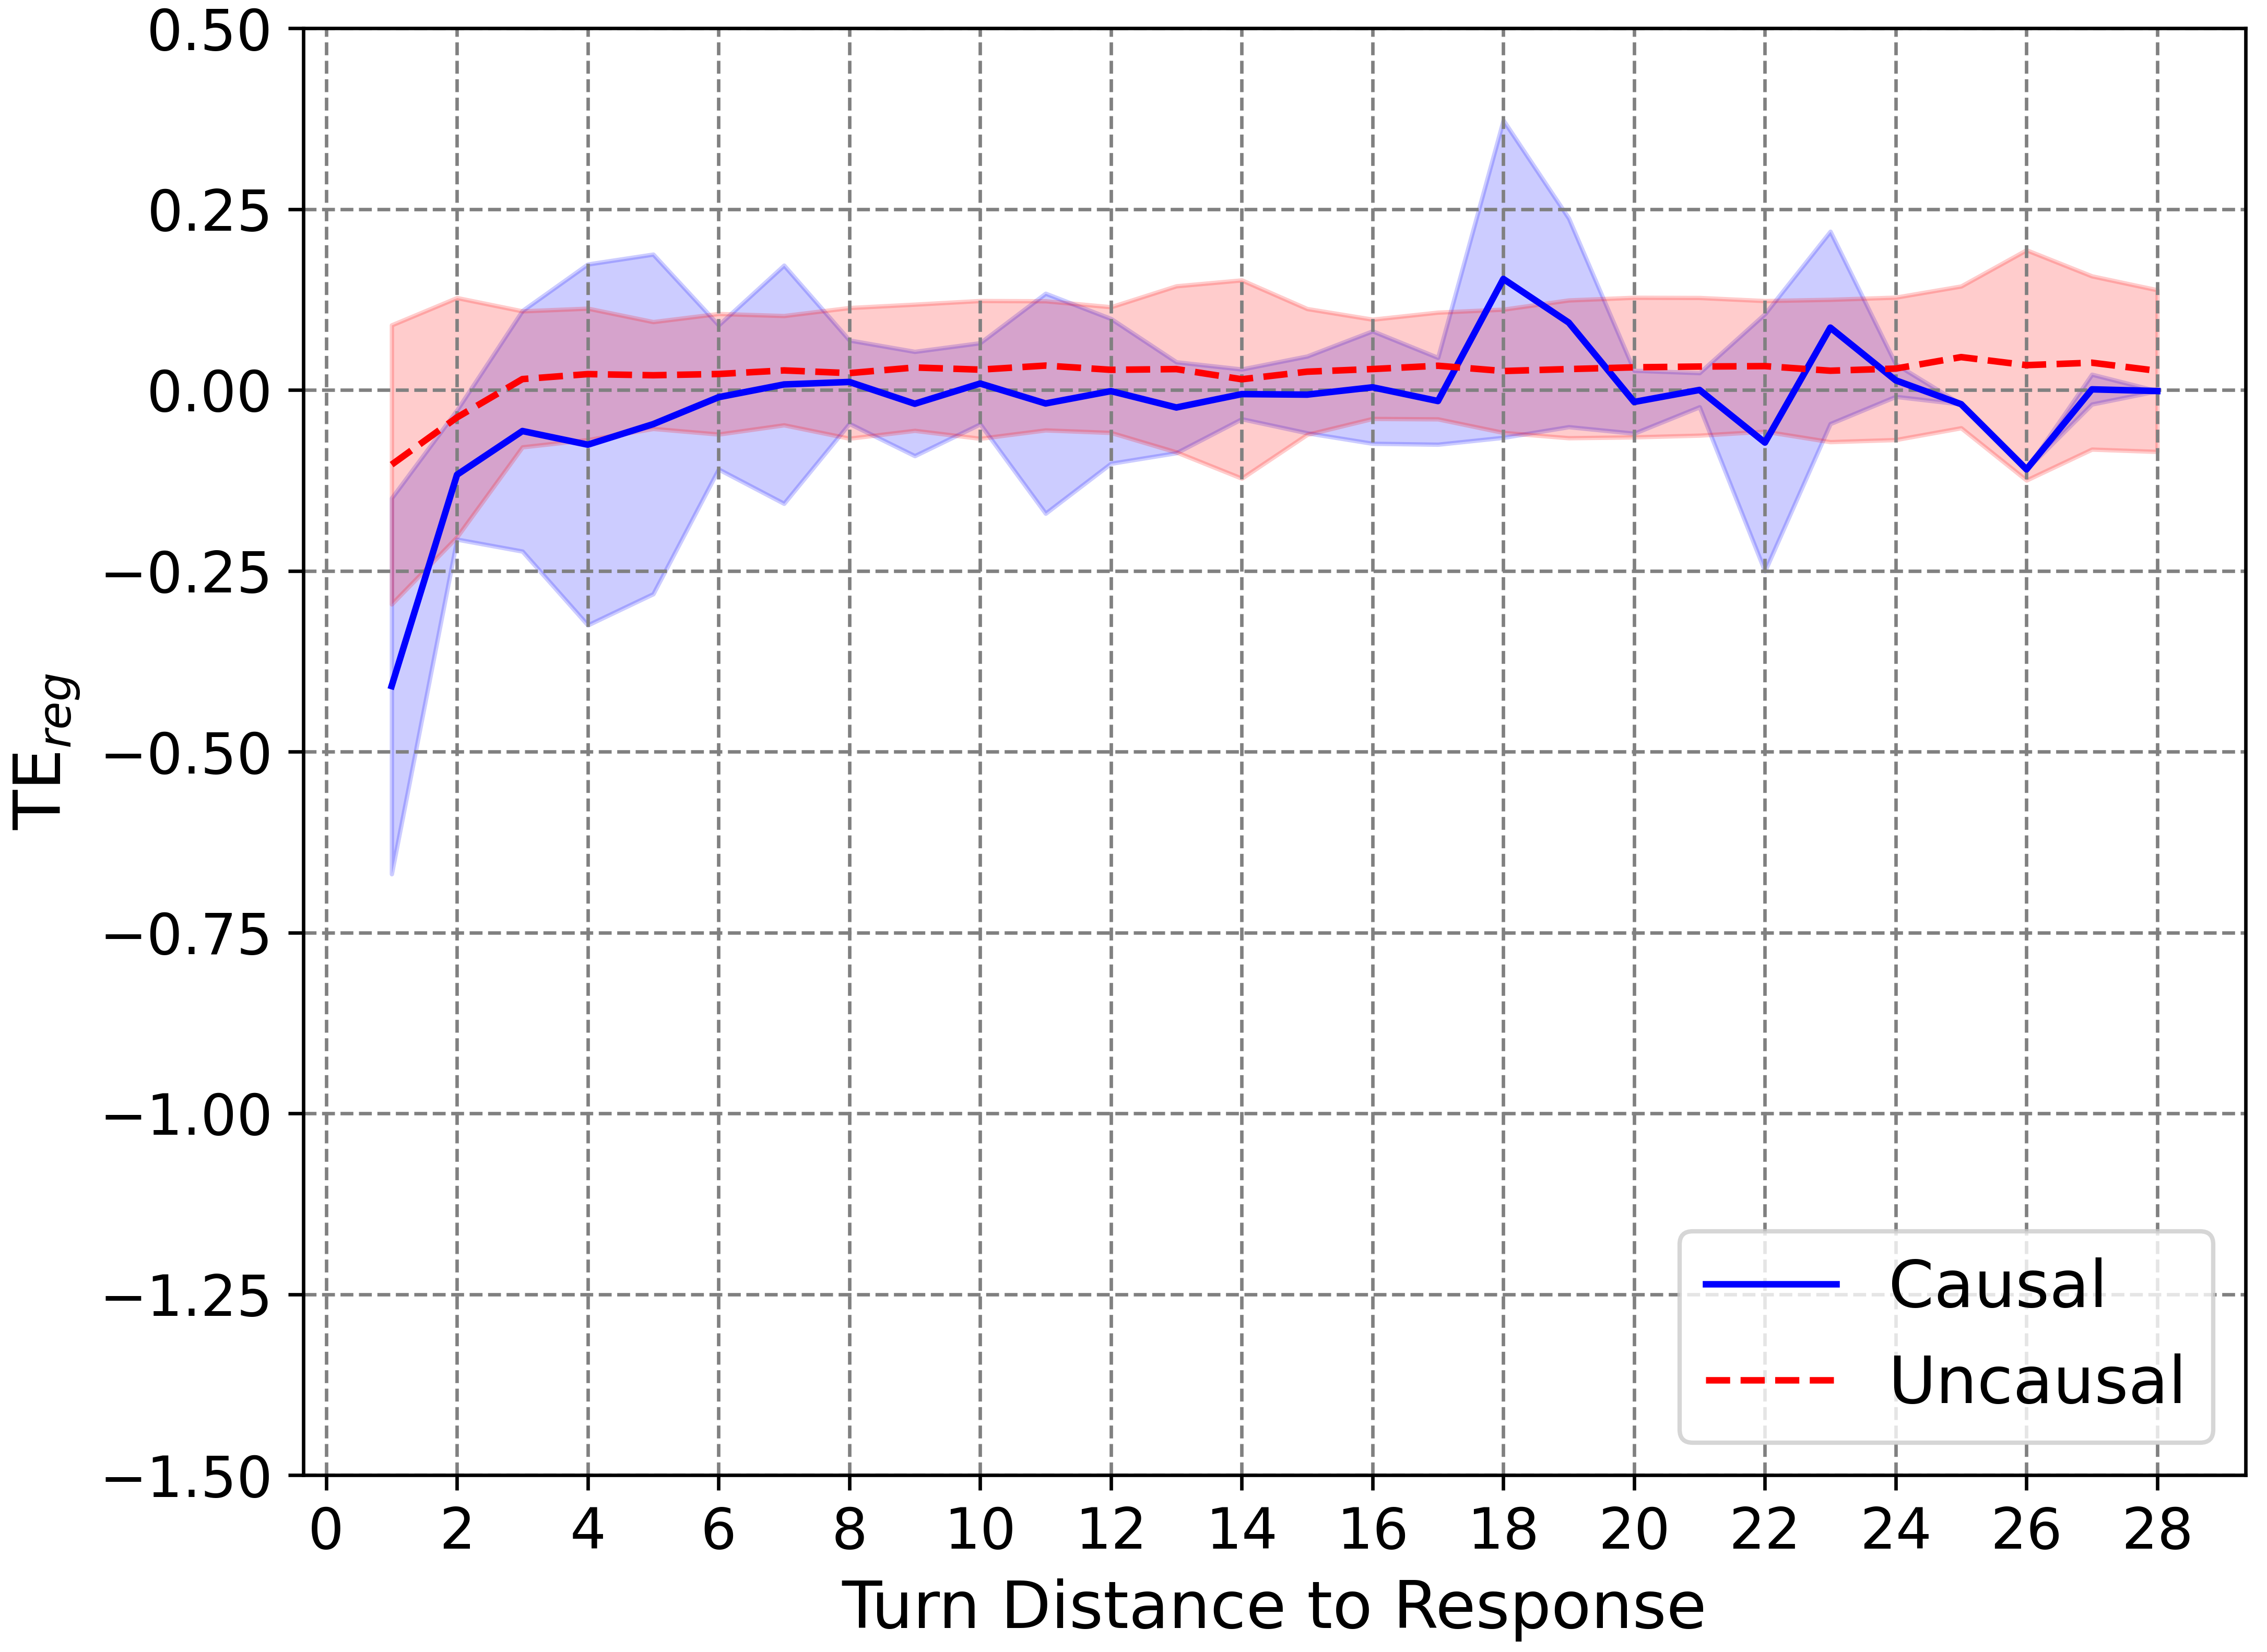 0.50
0.25
0.00
−0.25
−0.50
−0.75
−1.00
−1.25
−1.50
TEreg
0 2 4 6 8 10 12 14 16 18 20 22 24 26 28
Turn Distance to Response
Causal
Uncausal